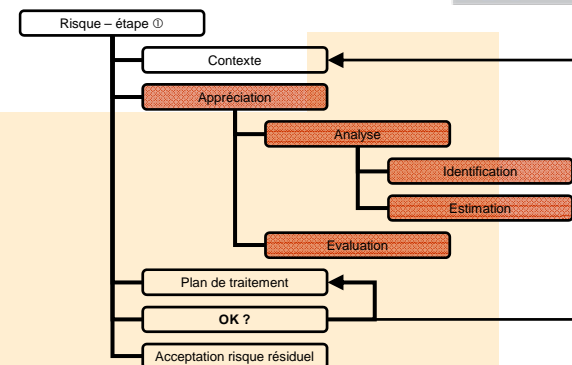 Risque – étape ①
Contexte
Appréciation
Analyse
Identification
Estimation
Evaluation
Plan de traitement
OK ?
Acceptation risque résiduel